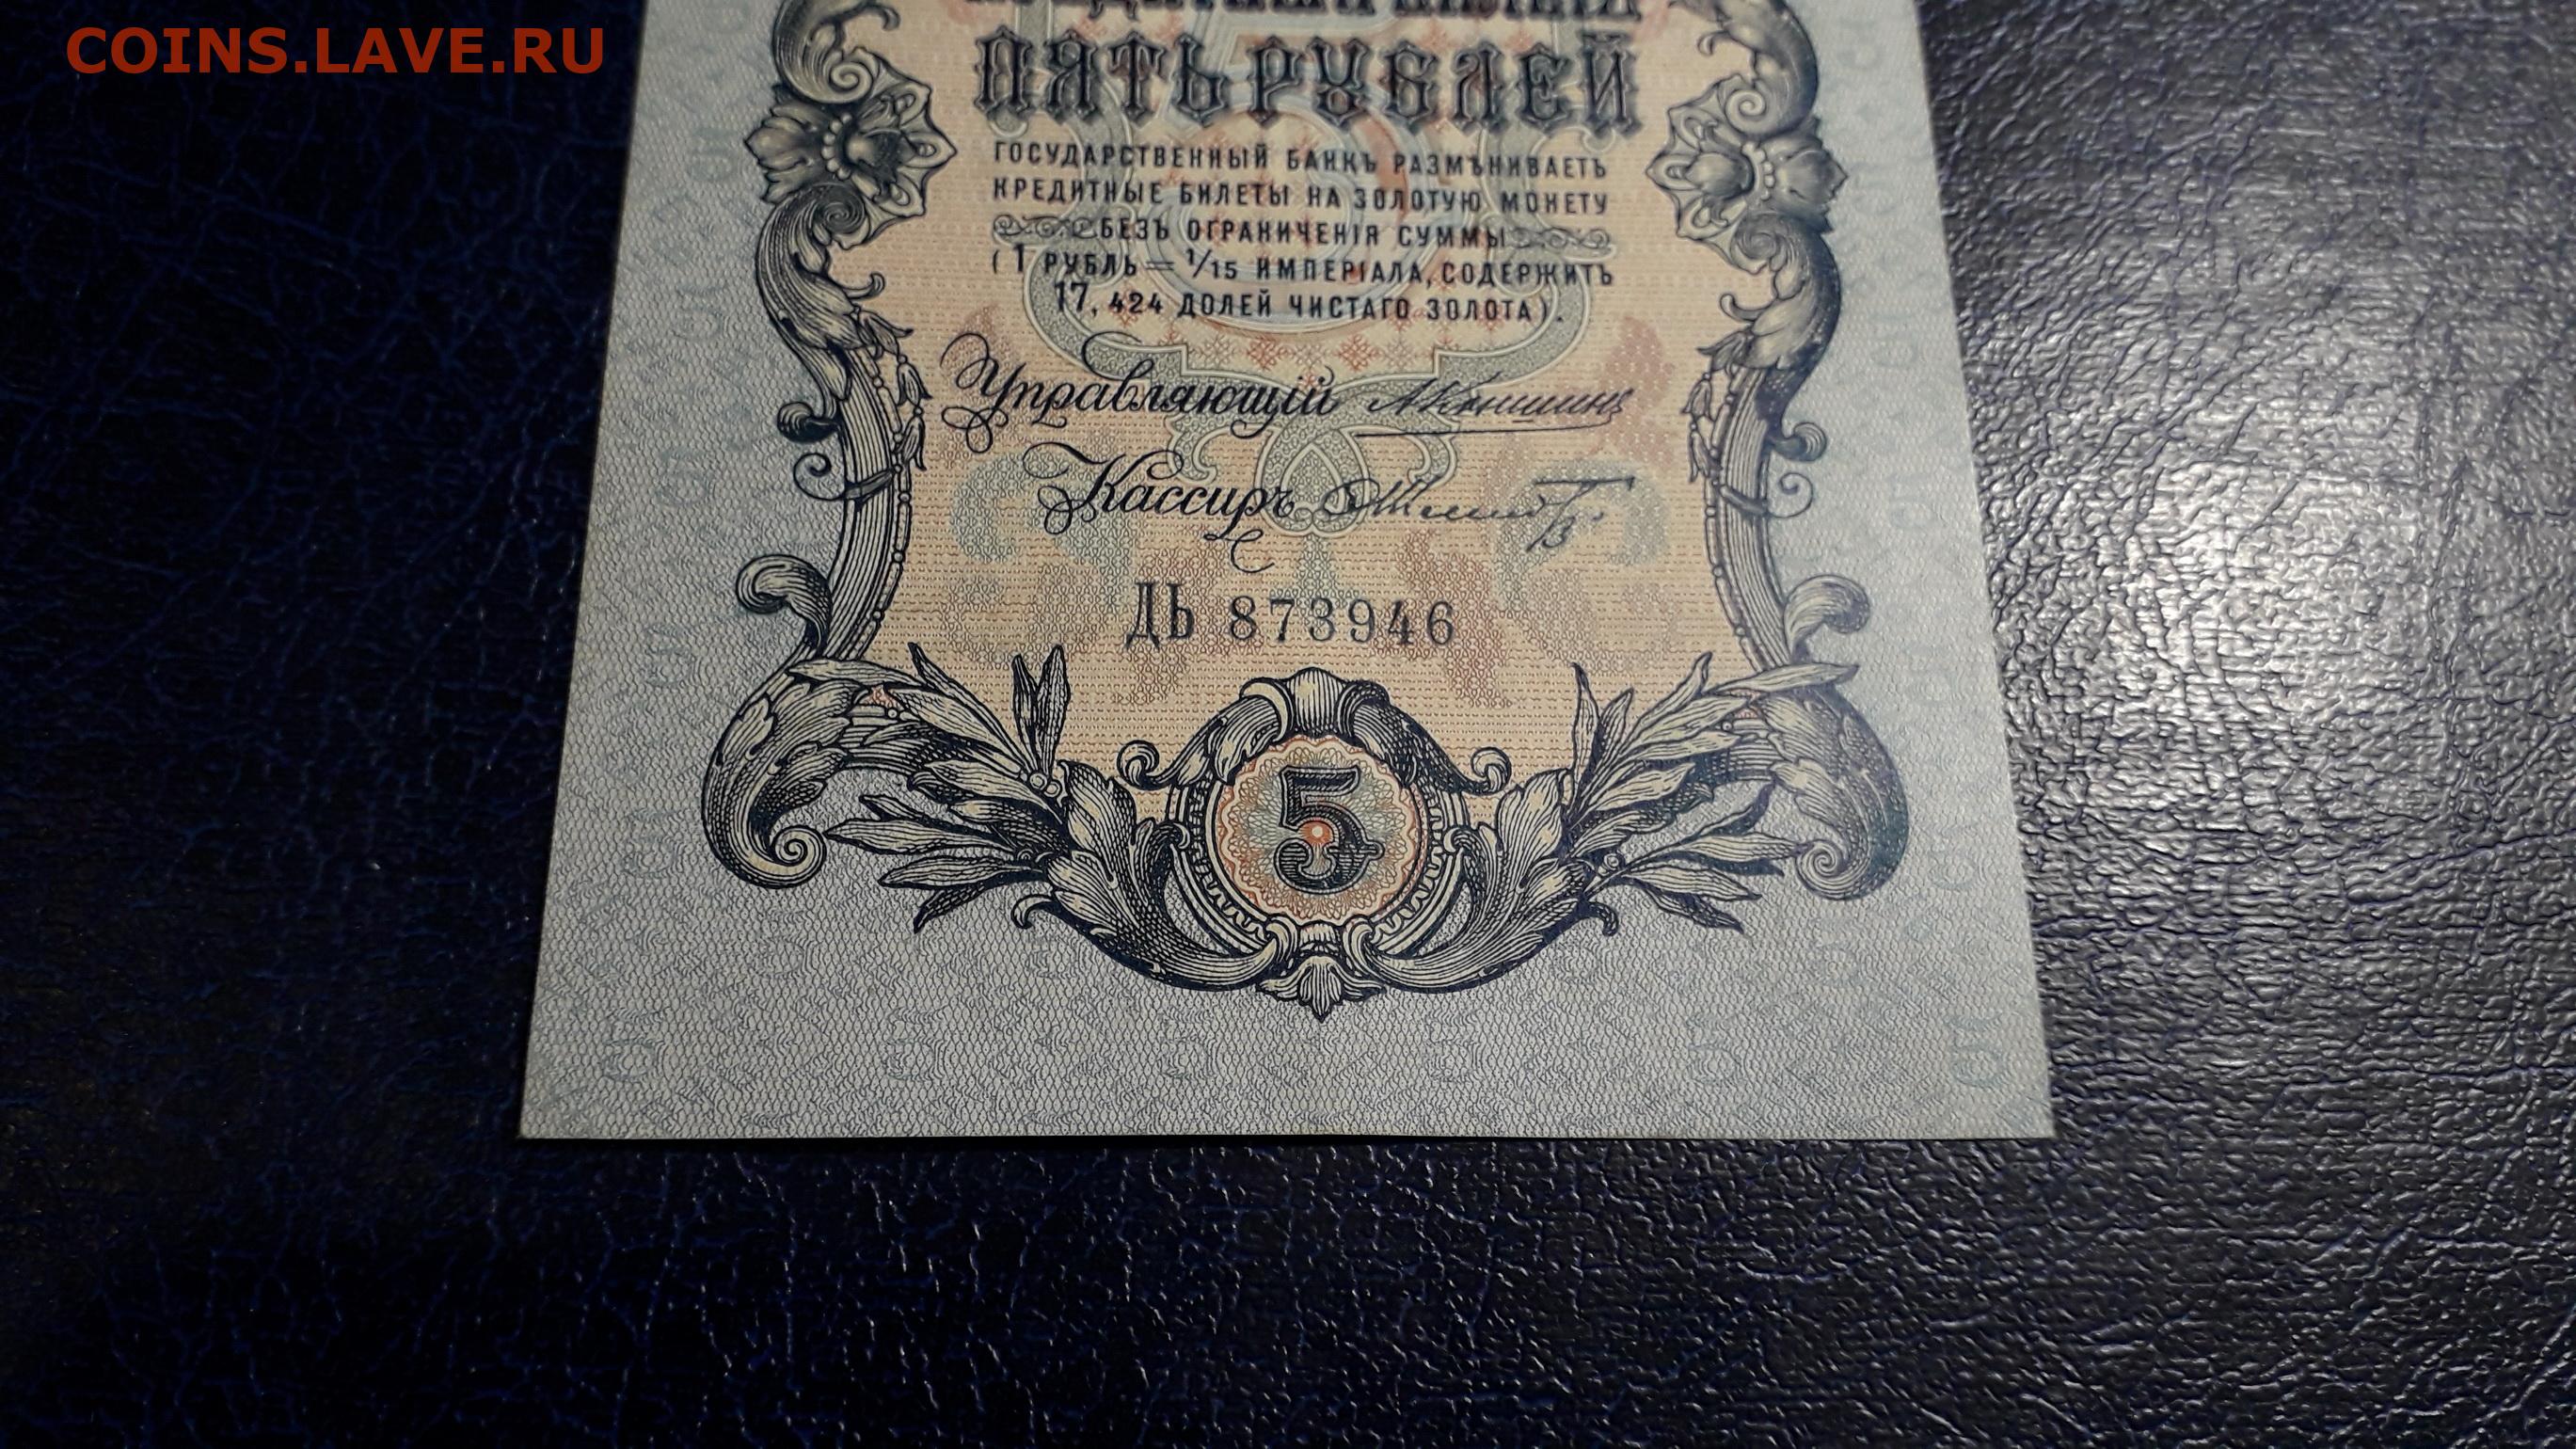 COINS.LAVE.RU
ПЯТЬ РУБЛЕЙ
ГОСУДАРСТВЕННЫЙ БАНКЪ РАЗМѢНИВАЕТЪ
КРЕДИТНЫЕ БИЛЕТЫ НА ЗОЛОТУЮ МОНЕТУ
БЕЗЪ ОГРАНИЧЕНІЯ СУММЫ
(1 РУБЛЬ = 1/15 ИМПЕРІАЛА, СОДЕРЖИТЪ
17,424 ДОЛЕЙ ЧИСТАГО ЗОЛОТА).
Управляющій АКоншинъ
Кассиръ
ДЬ 873946
5